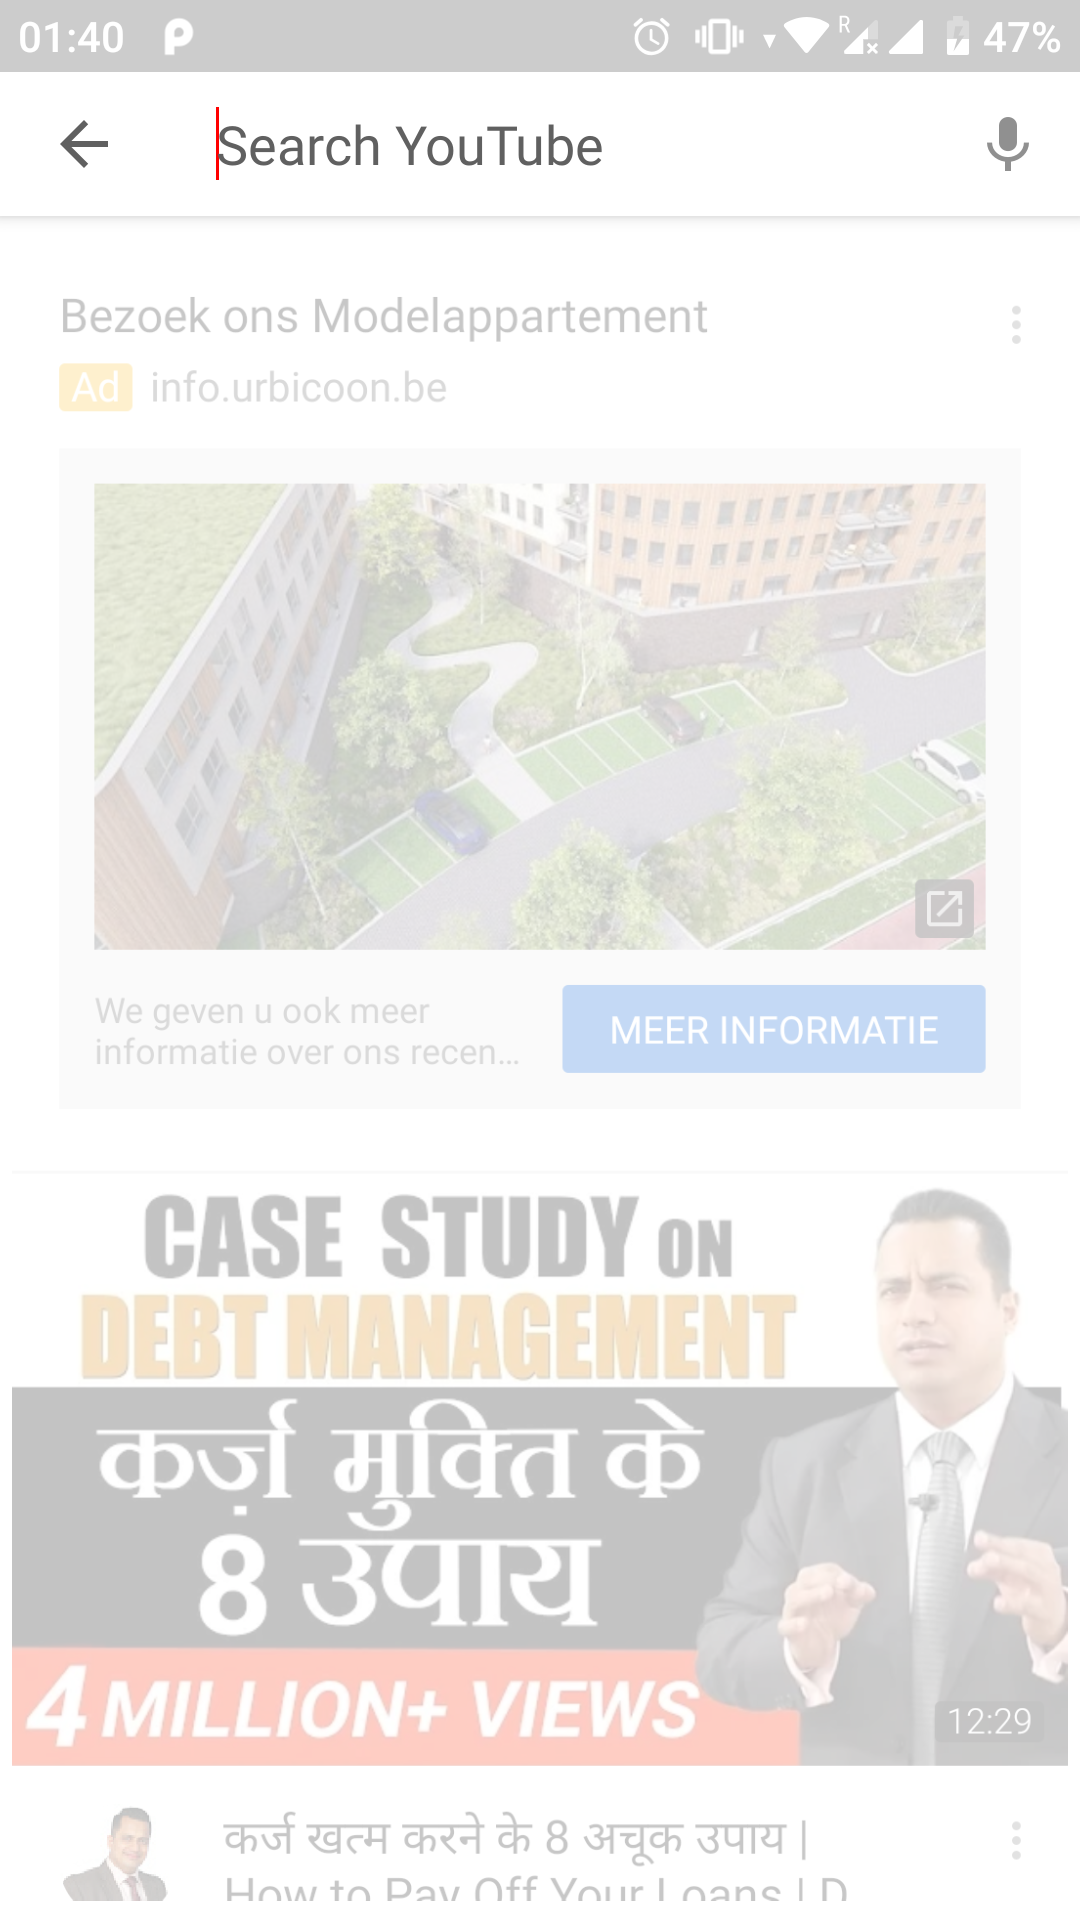 01:40
R
47%
Search YouTube
Bezoek ons Modelappartement
Ad info.urbicoon.be
We geven u ook meer
informatie over ons recen...
MEER INFORMATIE
CASE STUDY ON
DEBT MANAGEMENT
कर्ज़ मुक्ति के
8 उपाय
4 MILLION+ VIEWS
12:29
कर्ज खत्म करने के 8 अचूक उपाय |
How to Pay Off Your Loans | D